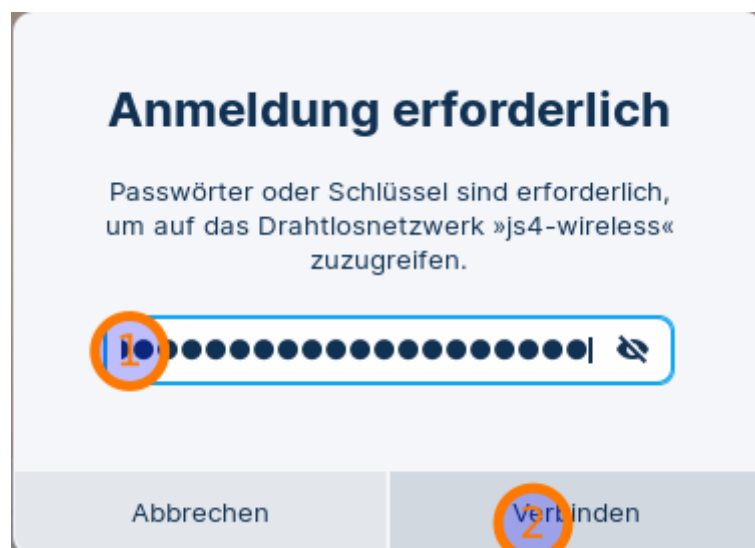 Anmeldung erforderlich
Passwörter oder Schlüssel sind erforderlich,
um auf das Drahtlosnetzwerk »js4-wireless«
zuzugreifen.
1
Abbrechen
Verbinden
2